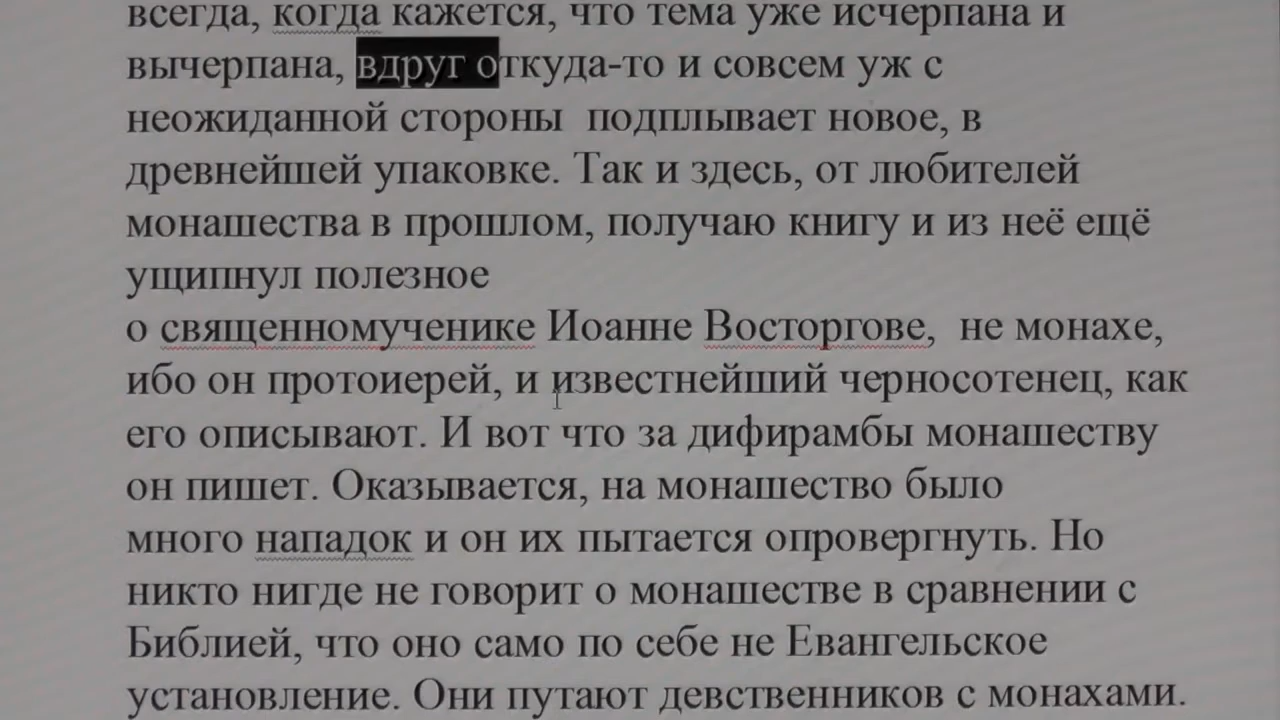 всегда, когда кажется, что тема уже исчерпана и
вычерпана, вдруг откуда-то и совсем уж с
неожиданной стороны  подплывает новое, в
древнейшей упаковке. Так и здесь, от любителей
монашества в прошлом, получаю книгу и из неё ещё
ущипнул полезное
о священномученике Иоанне Восторгове,  не монахе,
ибо он протоиерей, и известнейший черносотенец, как
его описывают. И вот что за дифирамбы монашеству
он пишет. Оказывается, на монашество было
много нападок и он их пытается опровергнуть. Но
никто нигде не говорит о монашестве в сравнении с
Библией, что оно само по себе не Евангельское
установление. Они путают девственников с монахами.